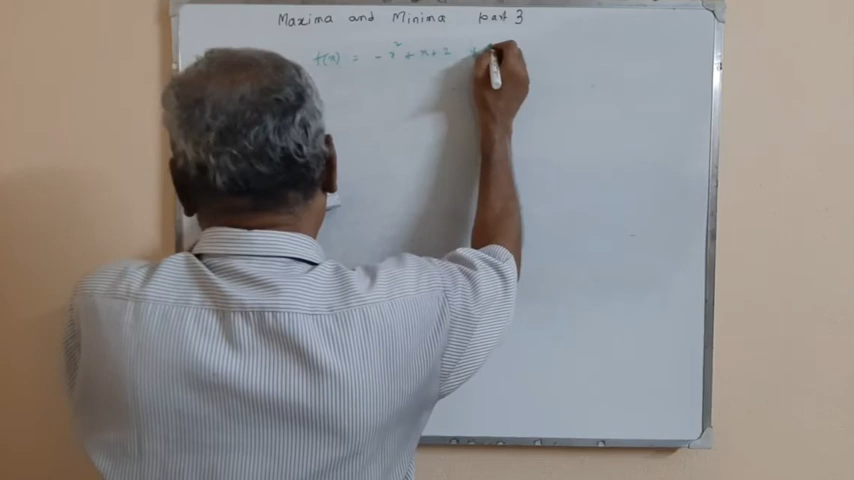 Maxima and Minima part 3
f(x) = - x² + x + 2